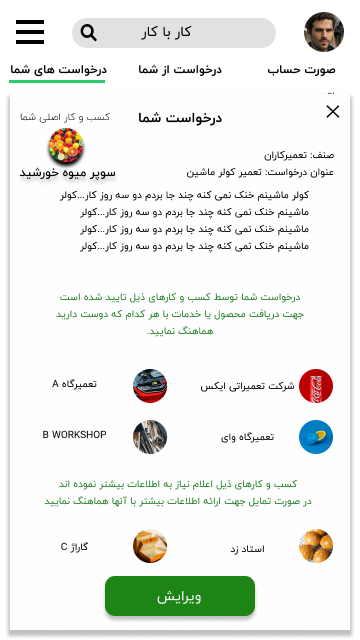 کار با کار
صورت حساب
درخواست از شما
درخواست های شما
درخواست شما
کسب و کار اصلی شما
سوپر میوه خورشید
صنف: تعمیرکاران
عنوان درخواست: تعمیر کولر ماشین
کولر ماشینم خنک نمی کنه چند جا بردم دو سه روز کار...کولر
ماشینم خنک نمی کنه چند جا بردم دو سه روز کار...کولر
ماشینم خنک نمی کنه چند جا بردم دو سه روز کار...کولر
ماشینم خنک نمی کنه چند جا بردم دو سه روز کار...کولر
درخواست شما توسط کسب و کارهای ذیل تایید شده است
جهت دریافت محصول یا خدمات با هر کدام که دوست دارید
هماهنگ نمایید.
شرکت تعمیراتی ایکس
تعمیرگاه A
تعمیرگاه وای
B WORKSHOP
کسب و کارهای ذیل اعلام نیاز به اطلاعات بیشتر نموده اند
در صورت تمایل جهت ارائه اطلاعات بیشتر با آنها هماهنگ نمایید
استاد زد
گاراژ C
ویرایش